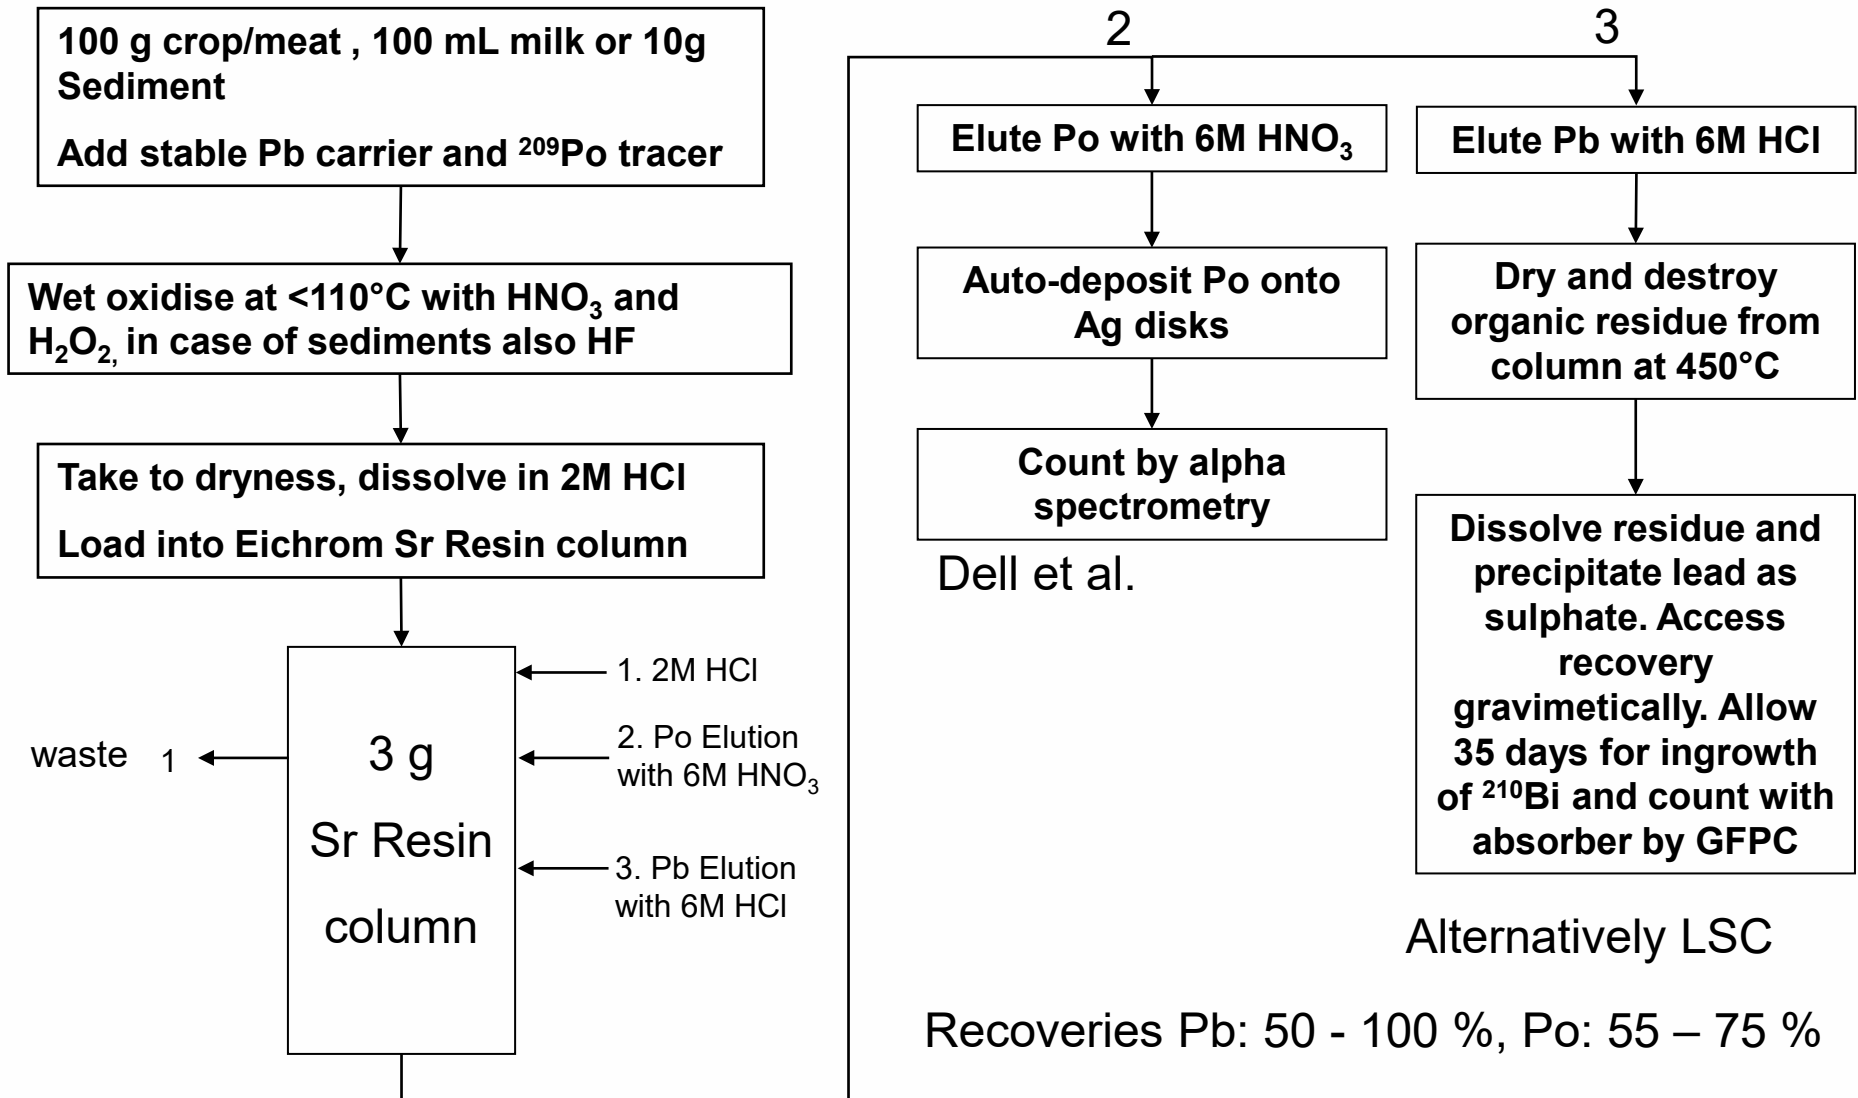 100 g crop/meat , 100 mL milk or 10g
Sediment
Add stable Pb carrier and ²⁰⁹Po tracer
Wet oxidise at <110°C with HNO₃ and
H₂O₂, in case of sediments also HF
Take to dryness, dissolve in 2M HCl
Load into Eichrom Sr Resin column
3 g
Sr Resin
column
waste 1
1. 2M HCl
2. Po Elution
with 6M HNO₃
3. Pb Elution
with 6M HCl
2
Elute Po with 6M HNO₃
Auto-deposit Po onto
Ag disks
Count by alpha
spectrometry
Dell et al.
3
Elute Pb with 6M HCl
Dry and destroy
organic residue from
column at 450°C
Dissolve residue and
precipitate lead as
sulphate. Access
recovery
gravimetically. Allow
35 days for ingrowth
of ²¹⁰Bi and count with
absorber by GFPC
Alternatively LSC
Recoveries Pb: 50 - 100 %, Po: 55 – 75 %